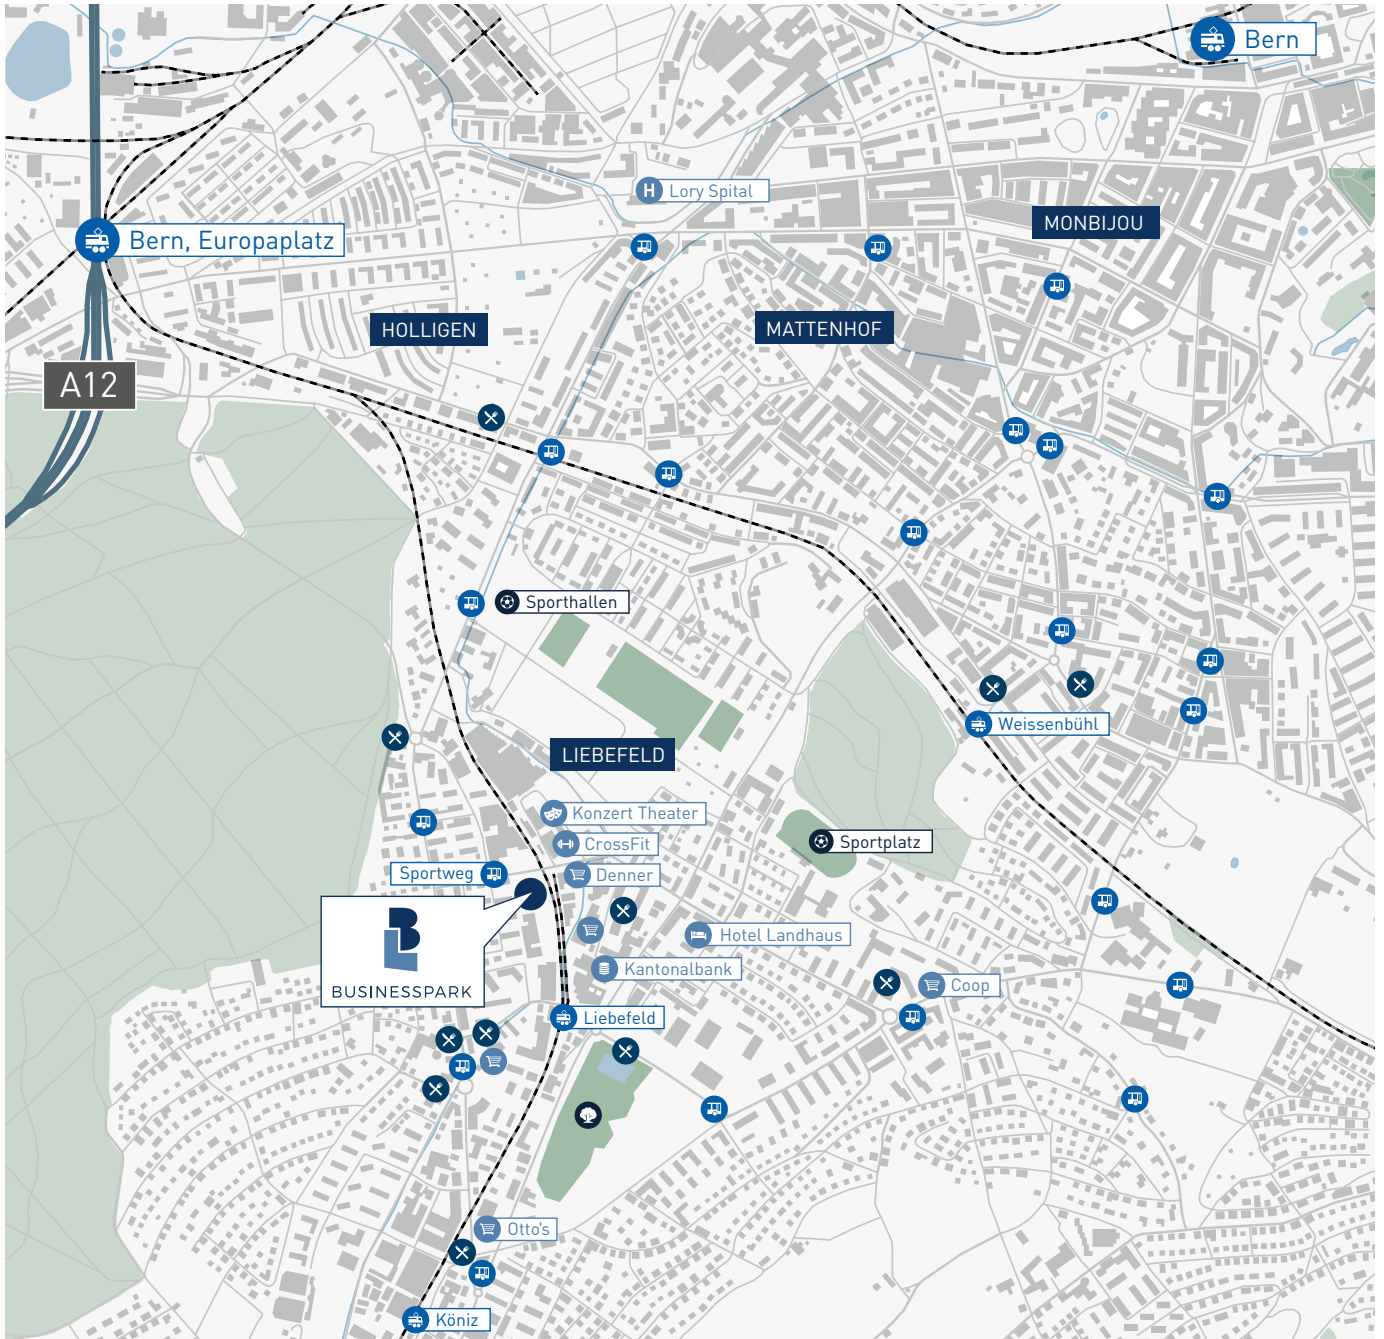 Bern
H Lory Spital
MONBIJOU
Bern, Europaplatz
HOLLIGEN
MATTENHOF
A12
Sporthallen
Weissenbühl
LIEBEFELD
Konzert Theater
Sportplatz
CrossFit
Sportweg
Denner
Hotel Landhaus
BL
BUSINESSPARK
Kantonalbank
Coop
Liebefeld
Otto's
Köniz